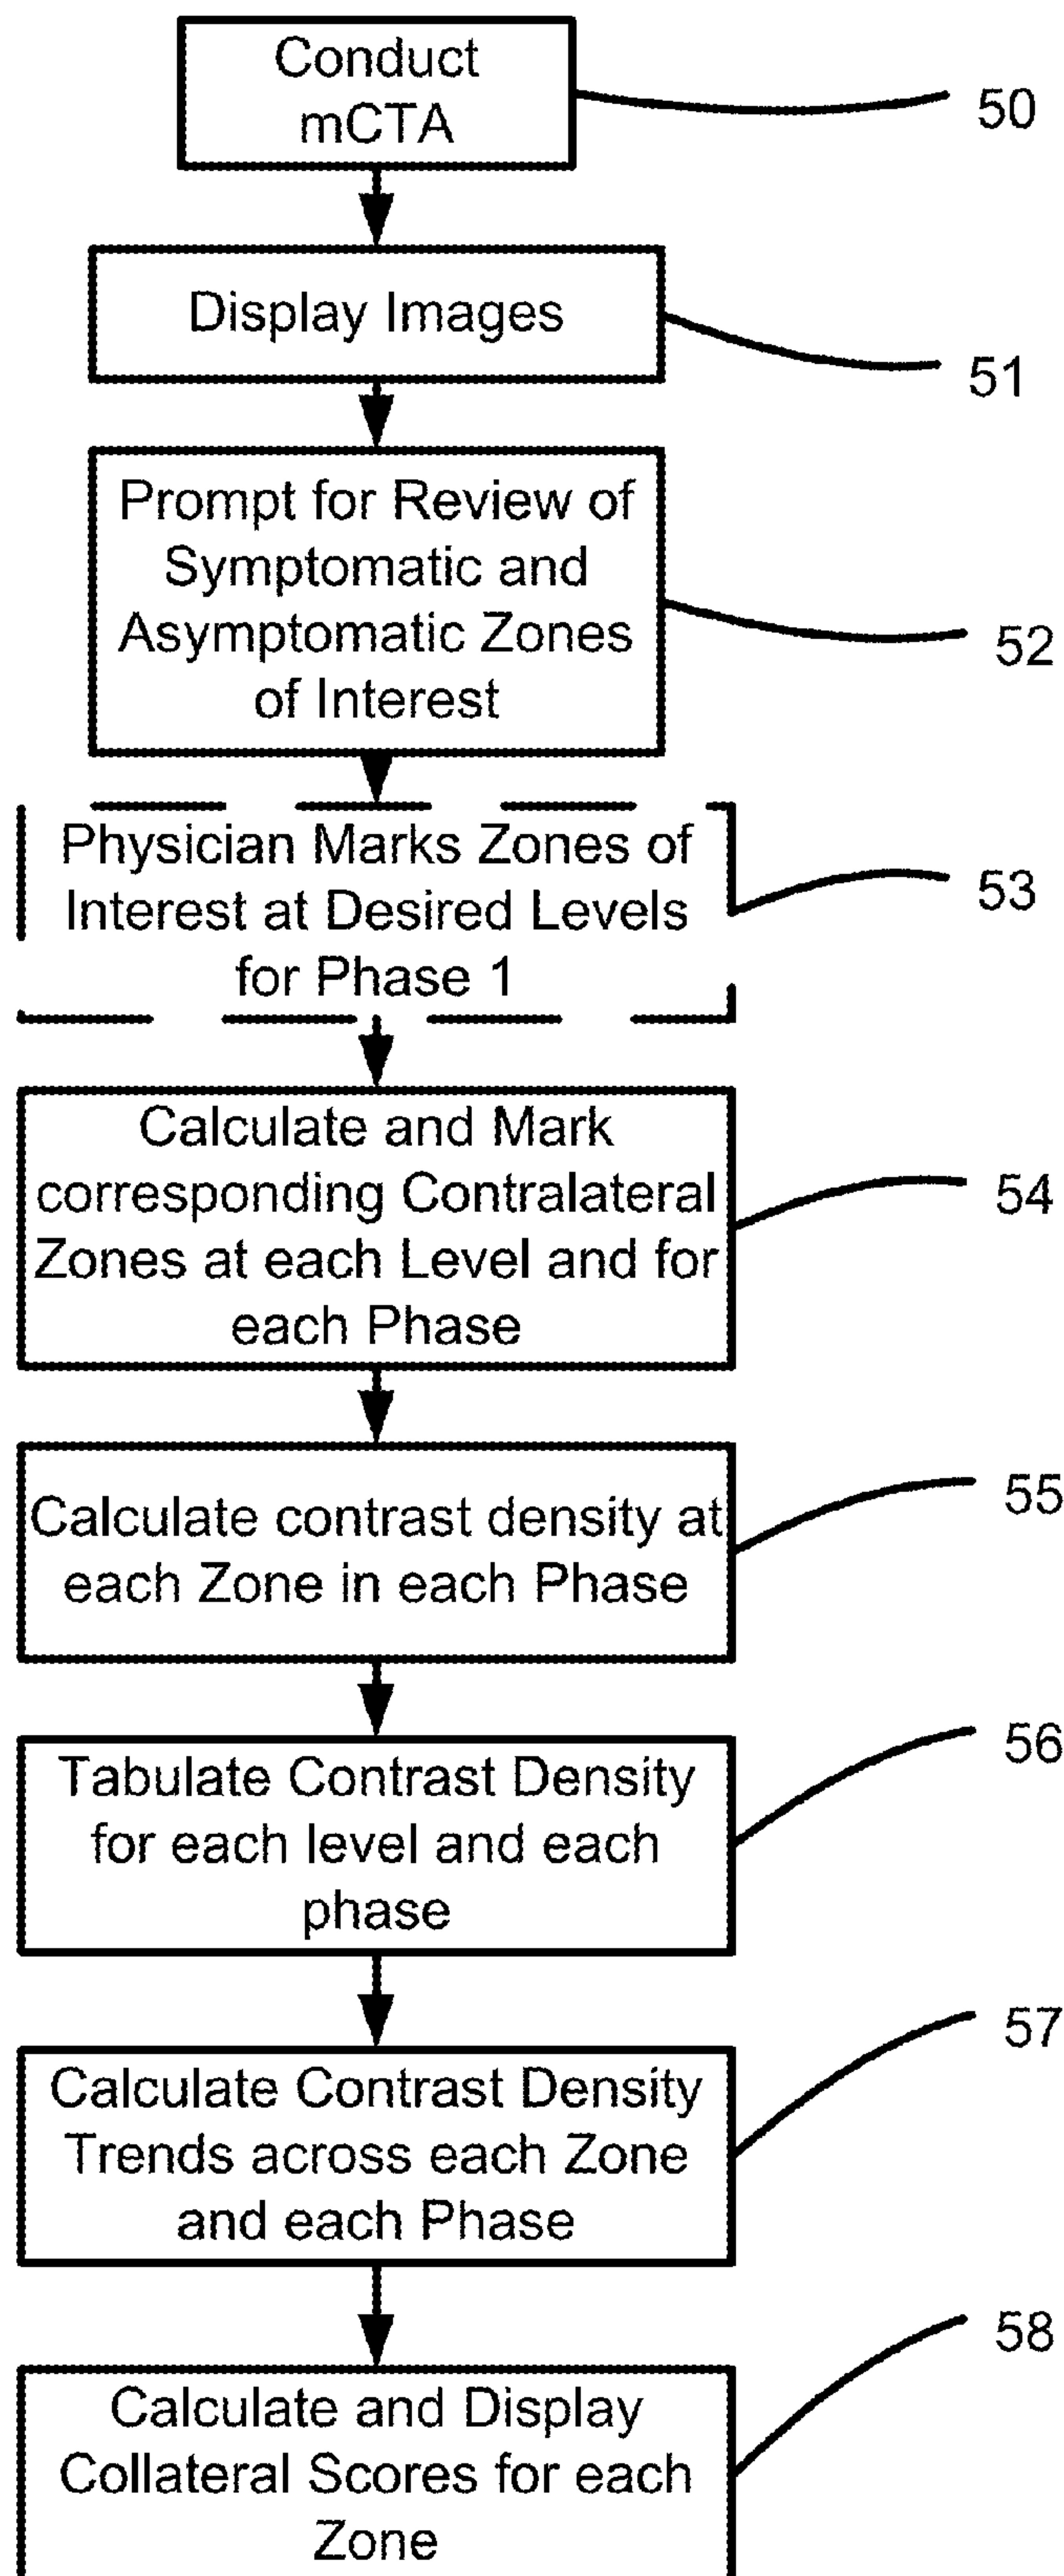 Conduct
mCTA
50
Display Images
51
Prompt for Review of
Symptomatic and
Asymptomatic Zones
of Interest
52
Physician Marks Zones of
Interest at Desired Levels
for Phase 1
53
Calculate and Mark
corresponding Contralateral
Zones at each Level and for
each Phase
54
Calculate contrast density at
each Zone in each Phase
55
Tabulate Contrast Density
for each level and each
phase
56
Calculate Contrast Density
Trends across each Zone
and each Phase
57
Calculate and Display
Collateral Scores for each
Zone
58